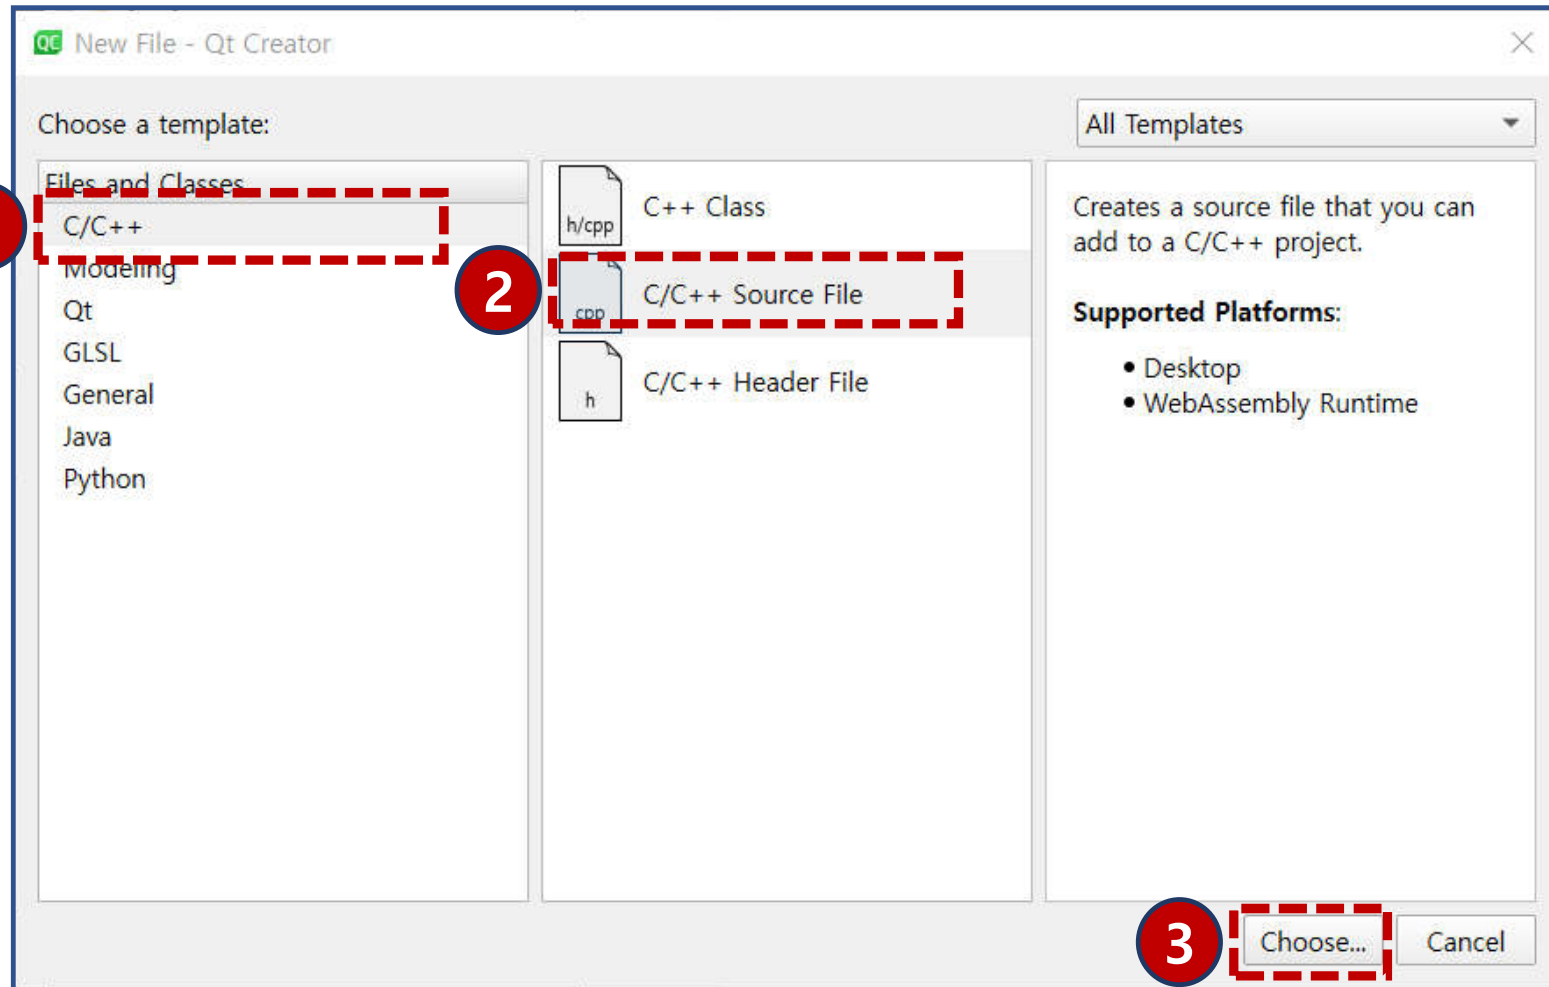 QC New File - Qt Creator
Choose a template:
All Templates
Files and Classes
C/C++
Modeling
Qt
GLSL
General
Java
Python
2
h/cpp
C++ Class
cpp
C/C++ Source File
h
C/C++ Header File
Creates a source file that you can
add to a C/C++ project.
Supported Platforms:
• Desktop
• WebAssembly Runtime
3
Choose...
Cancel